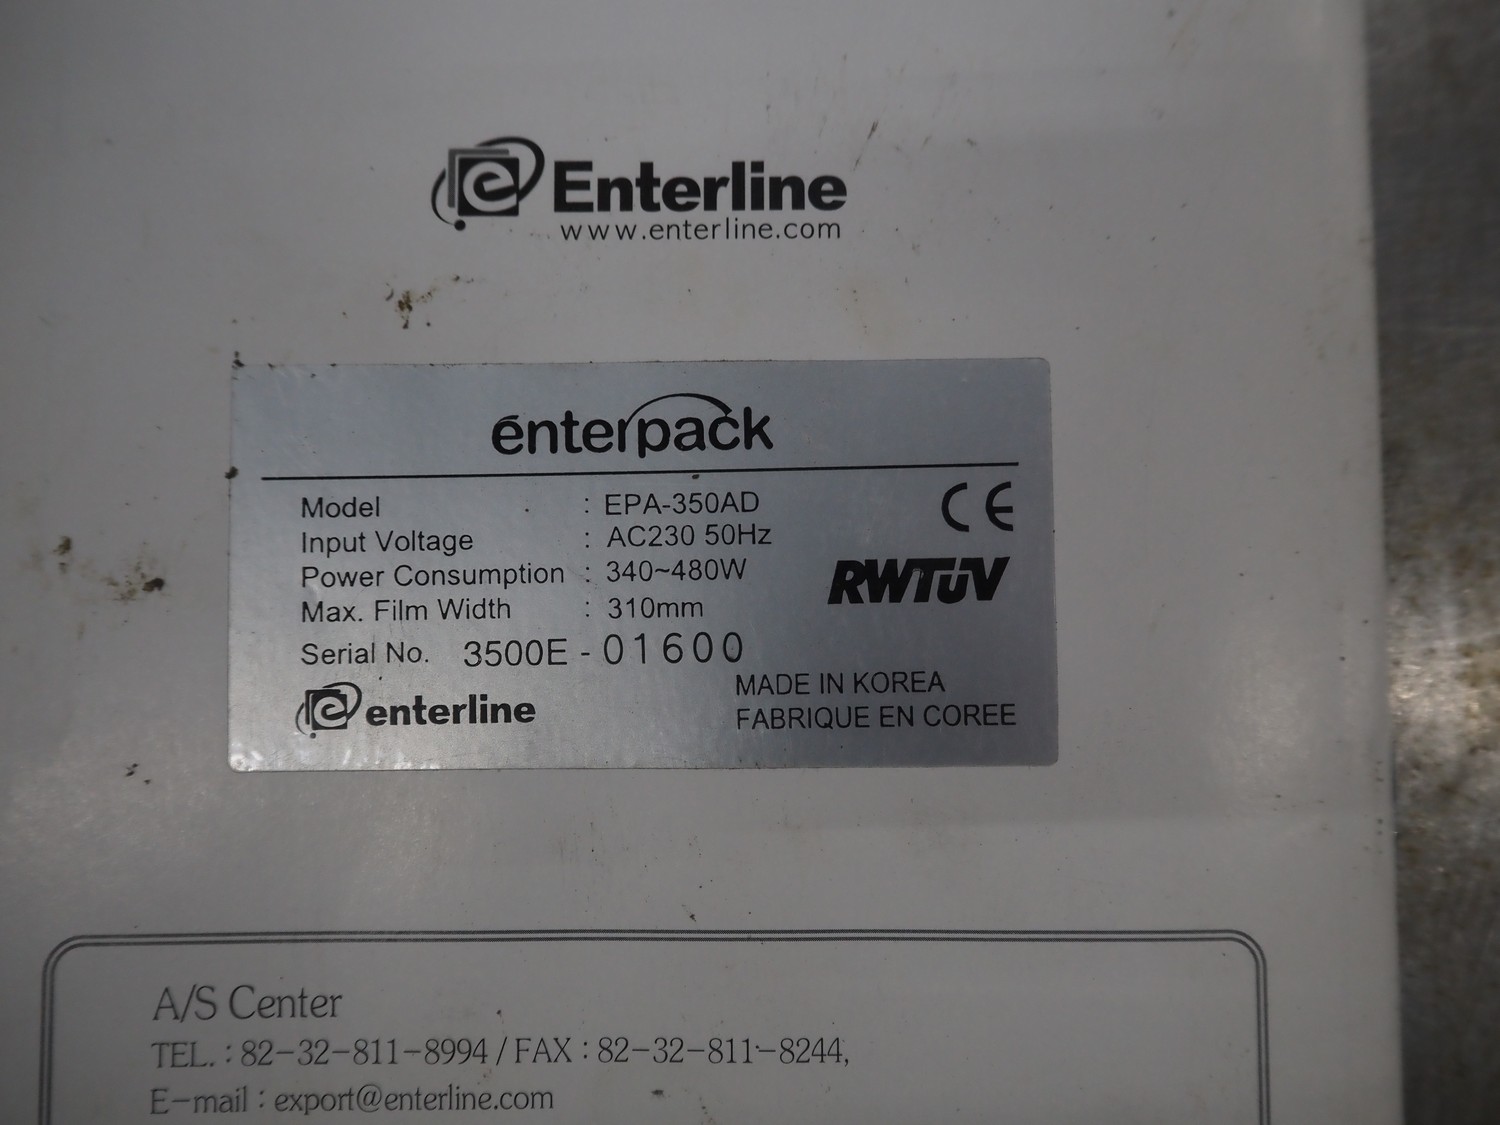 Enterline
www.enterline.com
enterpack
Model : EPA-350AD
Input Voltage : AC230 50Hz
Power Consumption : 340~480W
Max. Film Width : 310mm
Serial No. 3500E - 01600
CE
RWTÜV
enterline
MADE IN KOREA
FABRIQUE EN COREE
A/S Center
TEL. : 82-32-811-8994 / FAX : 82-32-811-8244,
E-mail : export@enterline.com